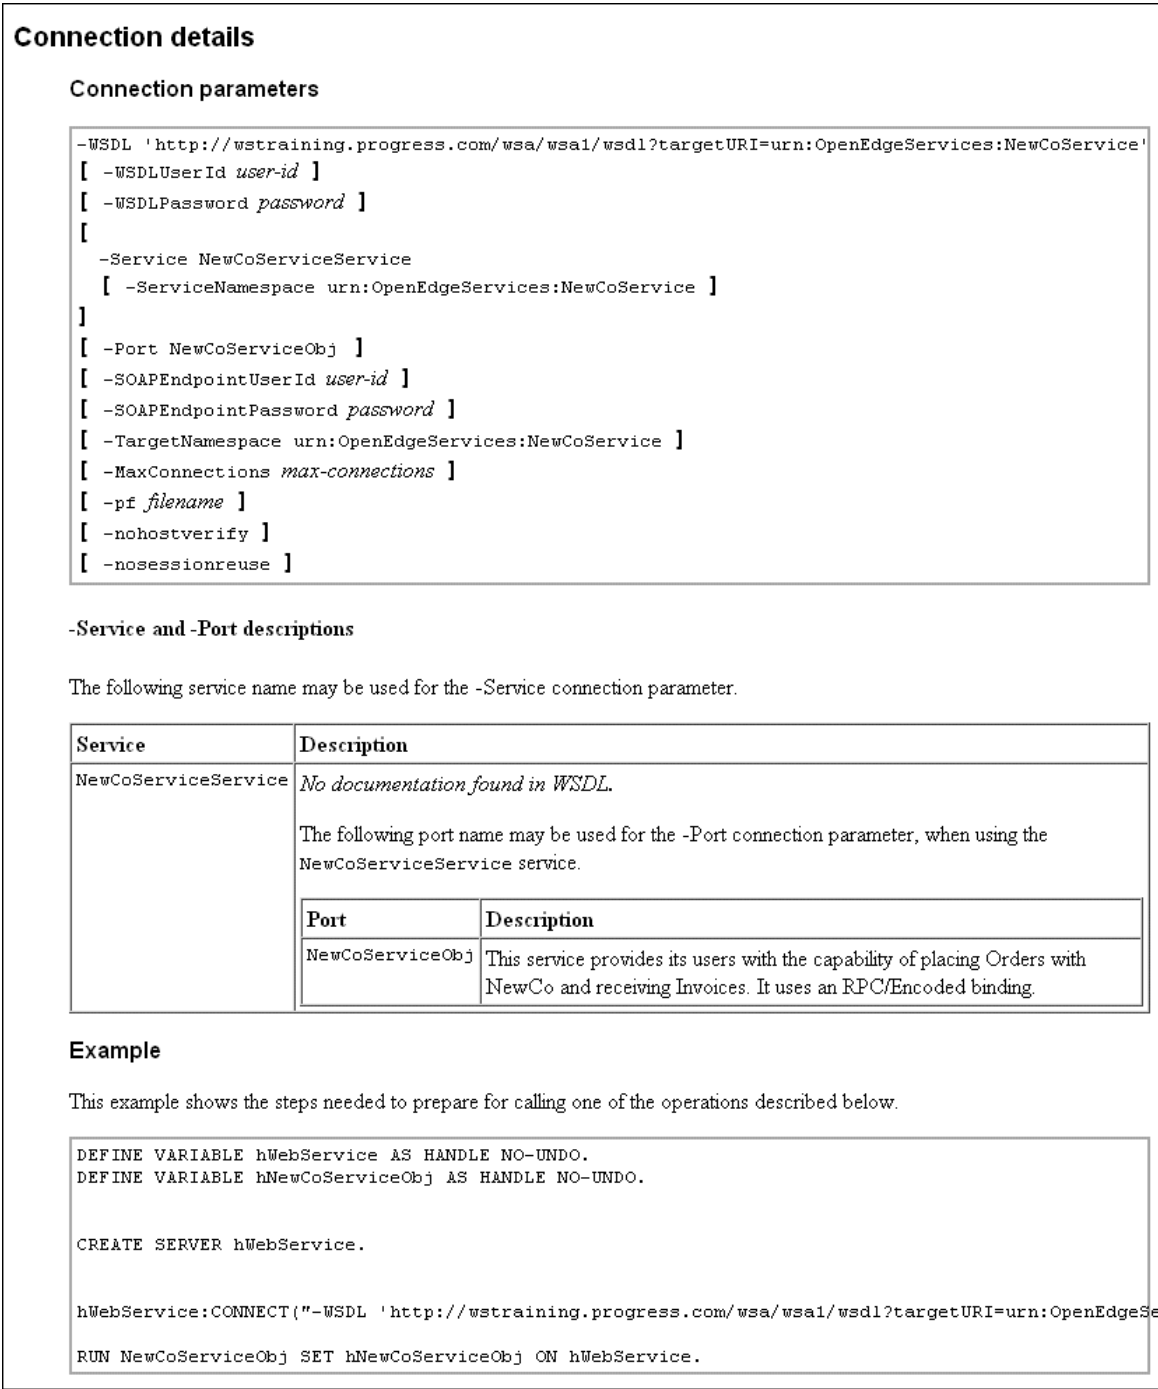 Connection details
Connection parameters
-WSDL 'http://wstraining.progress.com/wsa/wsa1/wsdl?targetURI=urn:OpenEdgeServices:NewCoService'
[ -WSDLUserId user-id ]
[ -WSDLPassword password ]
[
-Service NewCoServiceService
[ -ServiceNamespace urn:OpenEdgeServices:NewCoService ]
]
[ -Port NewCoServiceObj ]
[ -SOAPEndpointUserId user-id ]
[ -SOAPEndpointPassword password ]
[ -TargetNamespace urn:OpenEdgeServices:NewCoService ]
[ -MaxConnections max-connections ]
[ -pf filename ]
[ -nohostverify ]
[ -nosessionreuse ]
-Service and -Port descriptions
The following service name may be used for the -Service connection parameter.
Service Description
NewCoServiceService No documentation found in WSDL.
The following port name may be used for the -Port connection parameter, when using the
NewCoServiceService service.
Port Description
NewCoServiceObj This service provides its users with the capability of placing Orders with
NewCo and receiving Invoices. It uses an RPC/Encoded binding.
Example
This example shows the steps needed to prepare for calling one of the operations described below.
DEFINE VARIABLE hWebService AS HANDLE NO-UNDO.
DEFINE VARIABLE hNewCoServiceObj AS HANDLE NO-UNDO.
CREATE SERVER hWebService.
hWebService:CONNECT("-WSDL 'http://wstraining.progress.com/wsa/wsa1/wsdl?targetURI=urn:OpenEdgeSe
RUN NewCoServiceObj SET hNewCoServiceObj ON hWebService.